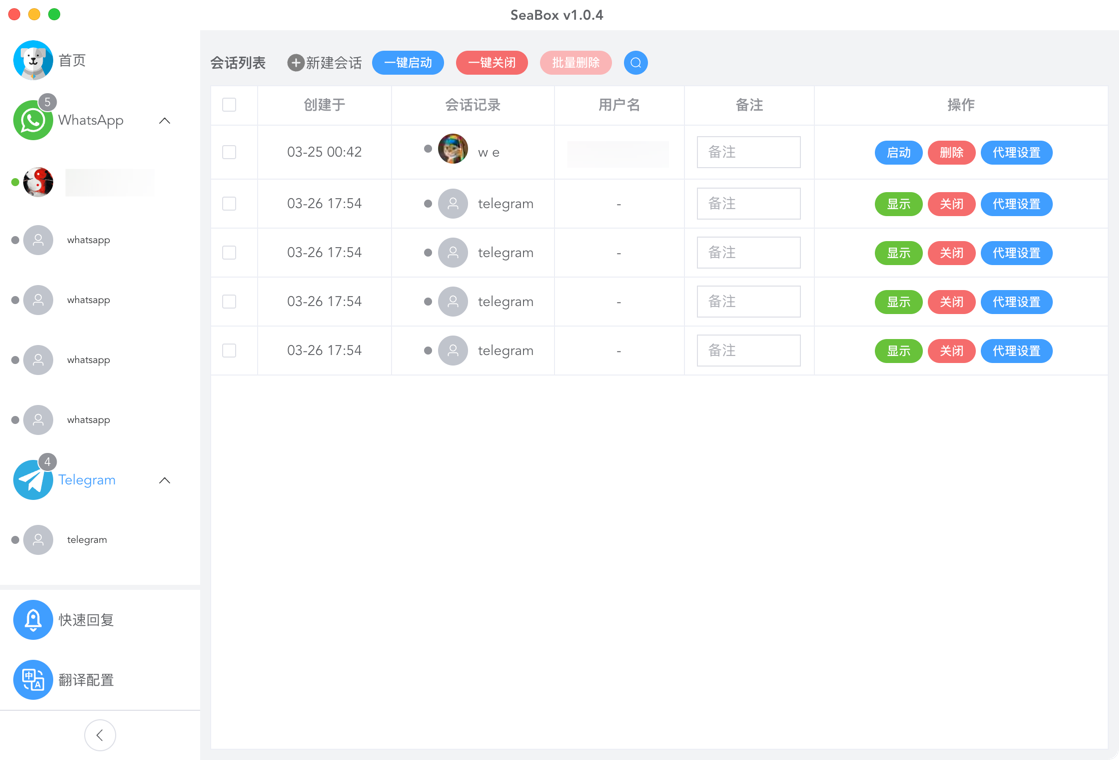 SeaBox v1.0.4
首页
5
WhatsApp
whatsapp
whatsapp
whatsapp
whatsapp
4
Telegram
telegram
快速回复
翻译配置
会话列表 新建会话 一键启动 一键关闭 批量删除
创建于 会话记录 用户名 备注 操作
03-25 00:42 w e 备注 启动 删除 代理设置
03-26 17:54 telegram - 备注 显示 关闭 代理设置
03-26 17:54 telegram - 备注 显示 关闭 代理设置
03-26 17:54 telegram - 备注 显示 关闭 代理设置
03-26 17:54 telegram - 备注 显示 关闭 代理设置